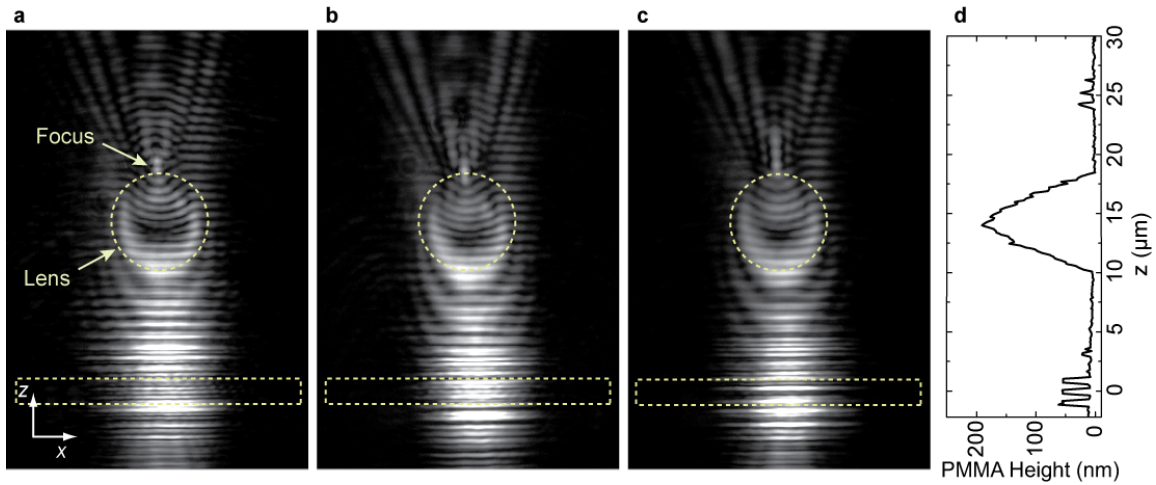 a
b
c
d
Focus
Lens
z
x
30
25
20
15
10
5
0
z (μm)
200
100
0
PMMA Height (nm)